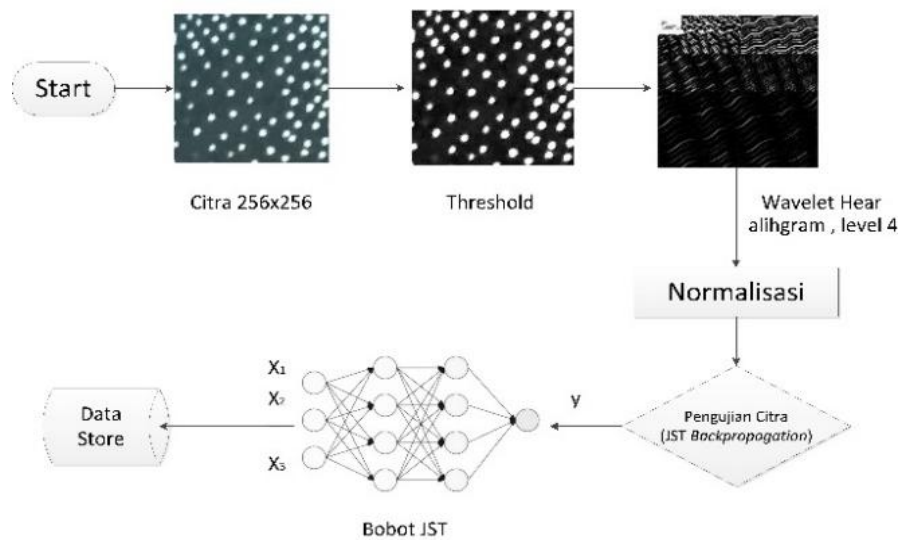 Start
Citra 256x256
Threshold
Wavelet Hear
alihgram , level 4
Normalisasi
Pengujian Citra
(JST Backpropagation)
y
X1
X2
X3
Bobot JST
Data
Store